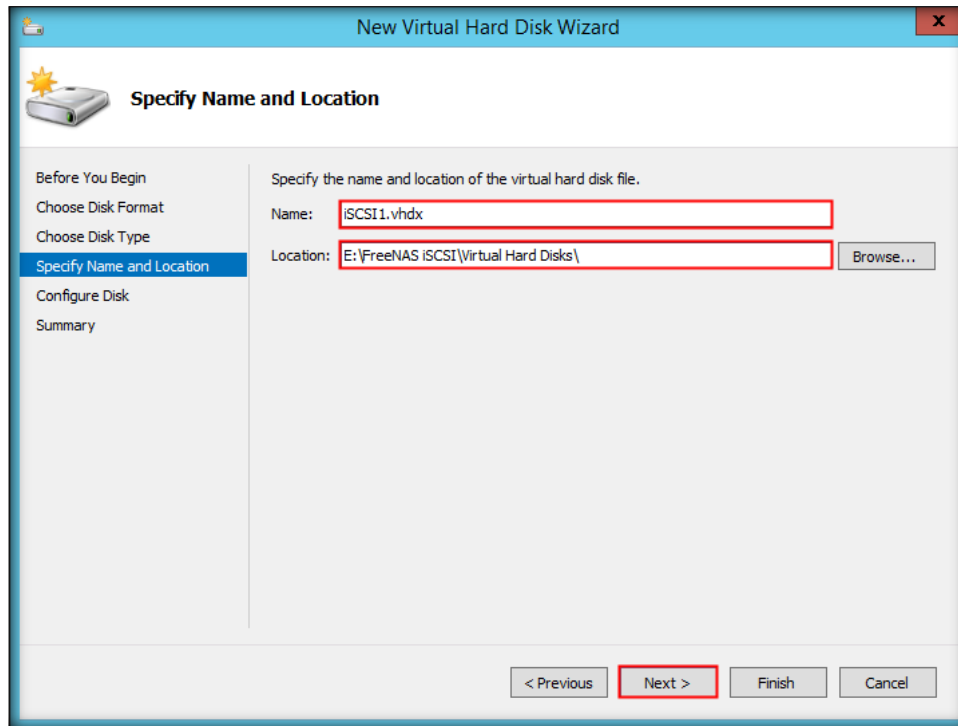 New Virtual Hard Disk Wizard
x
Specify Name and Location
Before You Begin
Choose Disk Format
Choose Disk Type
Specify Name and Location
Configure Disk
Summary
Specify the name and location of the virtual hard disk file.
Name: iSCSI1.vhdx
Location: E:\FreeNAS iSCSI\Virtual Hard Disks\ Browse...
< Previous Next > Finish Cancel